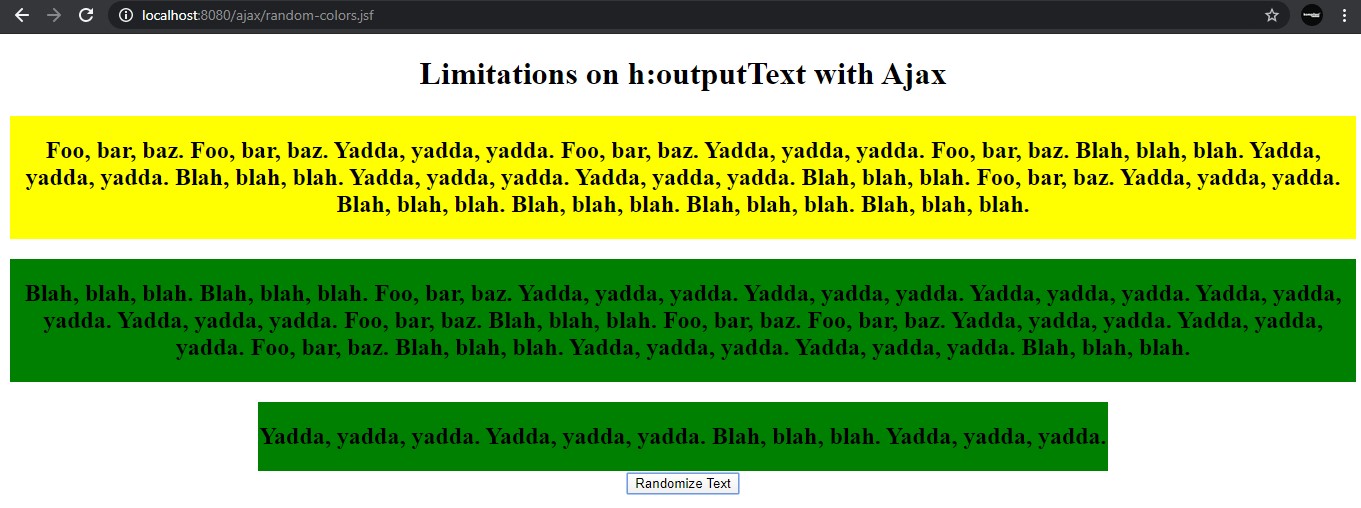 localhost:8080/ajax/random-colors.jsf
Limitations on h:outputText with Ajax
Foo, bar, baz. Foo, bar, baz. Yadda, yadda, yadda. Foo, bar, baz. Yadda, yadda, yadda. Foo, bar, baz. Blah, blah, blah. Yadda,
yadda, yadda. Blah, blah, blah. Yadda, yadda, yadda. Yadda, yadda, yadda. Blah, blah, blah. Foo, bar, baz. Yadda, yadda, yadda.
Blah, blah, blah. Blah, blah, blah. Blah, blah, blah. Blah, blah, blah.
Blah, blah, blah. Blah, blah, blah. Foo, bar, baz. Yadda, yadda, yadda. Yadda, yadda, yadda. Yadda, yadda, yadda. Yadda, yadda,
yadda. Yadda, yadda, yadda. Foo, bar, baz. Blah, blah, blah. Foo, bar, baz. Foo, bar, baz. Yadda, yadda, yadda. Yadda, yadda,
yadda. Foo, bar, baz. Blah, blah, blah. Yadda, yadda, yadda. Yadda, yadda, yadda. Blah, blah, blah.
Yadda, yadda, yadda. Yadda, yadda, yadda. Blah, blah, blah. Yadda, yadda, yadda.
Randomize Text